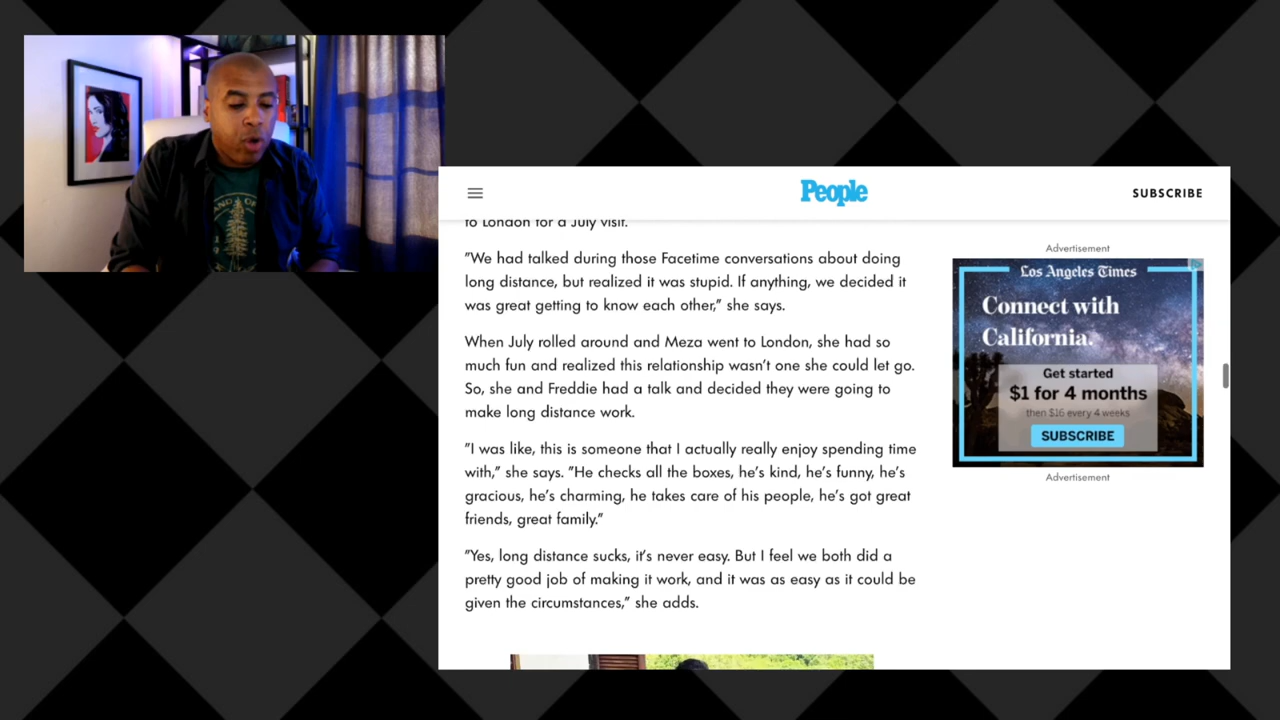 People
SUBSCRIBE
to London for a July visit.
"We had talked during those Facetime conversations about doing
long distance, but realized it was stupid. If anything, we decided it
was great getting to know each other," she says.
When July rolled around and Meza went to London, she had so
much fun and realized this relationship wasn't one she could let go.
So, she and Freddie had a talk and decided they were going to
make long distance work.
"I was like, this is someone that I actually really enjoy spending time
with," she says. "He checks all the boxes, he's kind, he's funny, he's
gracious, he's charming, he takes care of his people, he's got great
friends, great family."
"Yes, long distance sucks, it's never easy. But I feel we both did a
pretty good job of making it work, and it was as easy as it could be
given the circumstances," she adds.
Advertisement
Los Angeles Times
Connect with
California.
Get started
$1 for 4 months
then $16 every 4 weeks
SUBSCRIBE
Advertisement